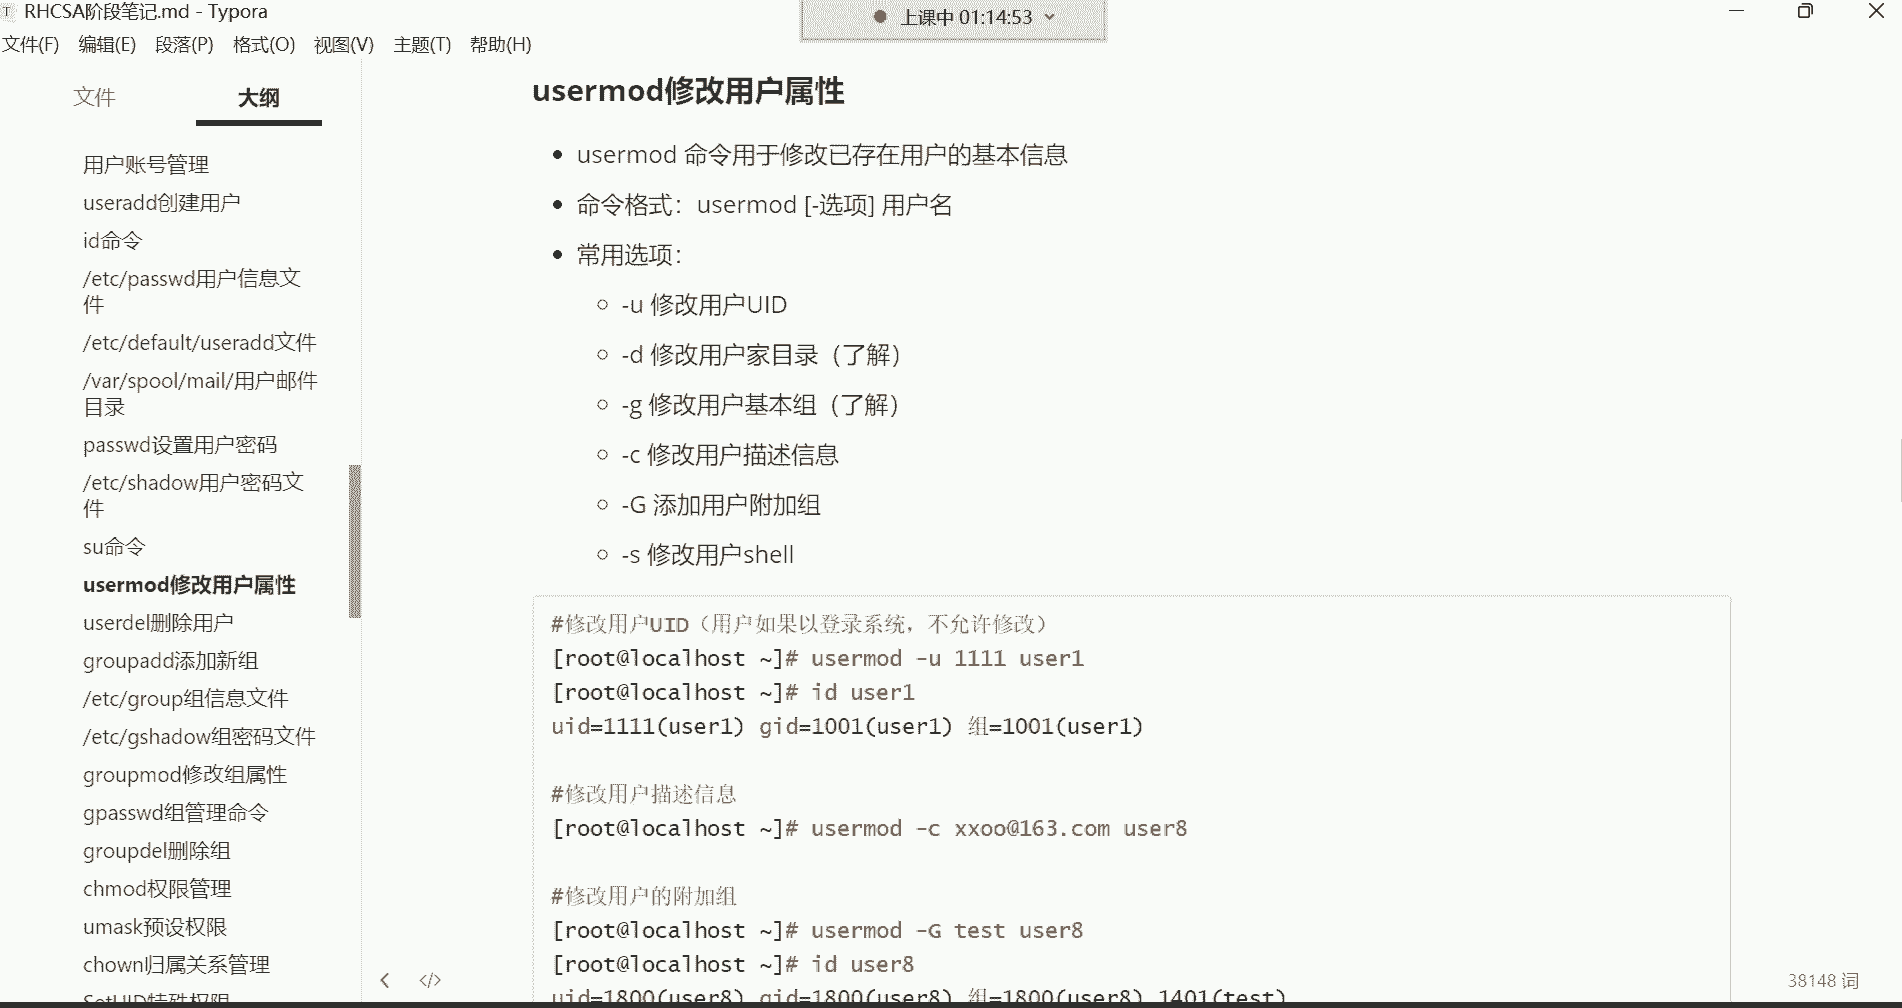 RHCSA阶段笔记.md - Typora
上课中 01:14:53
文件(F) 编辑(E) 段落(P) 格式(O) 视图(V) 主题(T) 帮助(H)
文件 大纲
用户账号管理
useradd创建用户
id命令
/etc/passwd用户信息文
件
/etc/default/useradd文件
/var/spool/mail/用户邮件
目录
passwd设置用户密码
/etc/shadow用户密码文
件
su命令
usermod修改用户属性
userdel删除用户
groupadd添加新组
/etc/group组信息文件
/etc/gshadow组密码文件
groupmod修改组属性
gpasswd组管理命令
groupdel删除组
chmod权限管理
umask预设权限
chown归属关系管理
SetUID特殊权限
usermod修改用户属性
usermod 命令用于修改已存在用户的基本信息
命令格式：usermod [-选项] 用户名
常用选项：
-u 修改用户UID
-d 修改用户家目录（了解）
-g 修改用户基本组（了解）
-c 修改用户描述信息
-G 添加用户附加组
-s 修改用户shell
#修改用户UID（用户如果以登录系统，不允许修改）
[root@localhost ~]# usermod -u 1111 user1
[root@localhost ~]# id user1
uid=1111(user1) gid=1001(user1) 组=1001(user1)
#修改用户描述信息
[root@localhost ~]# usermod -c xxoo@163.com user8
#修改用户的附加组
[root@localhost ~]# usermod -G test user8
[root@localhost ~]# id user8
uid=1800(user8) gid=1800(user8) 组=1800(user8),1401(test)
38148 词